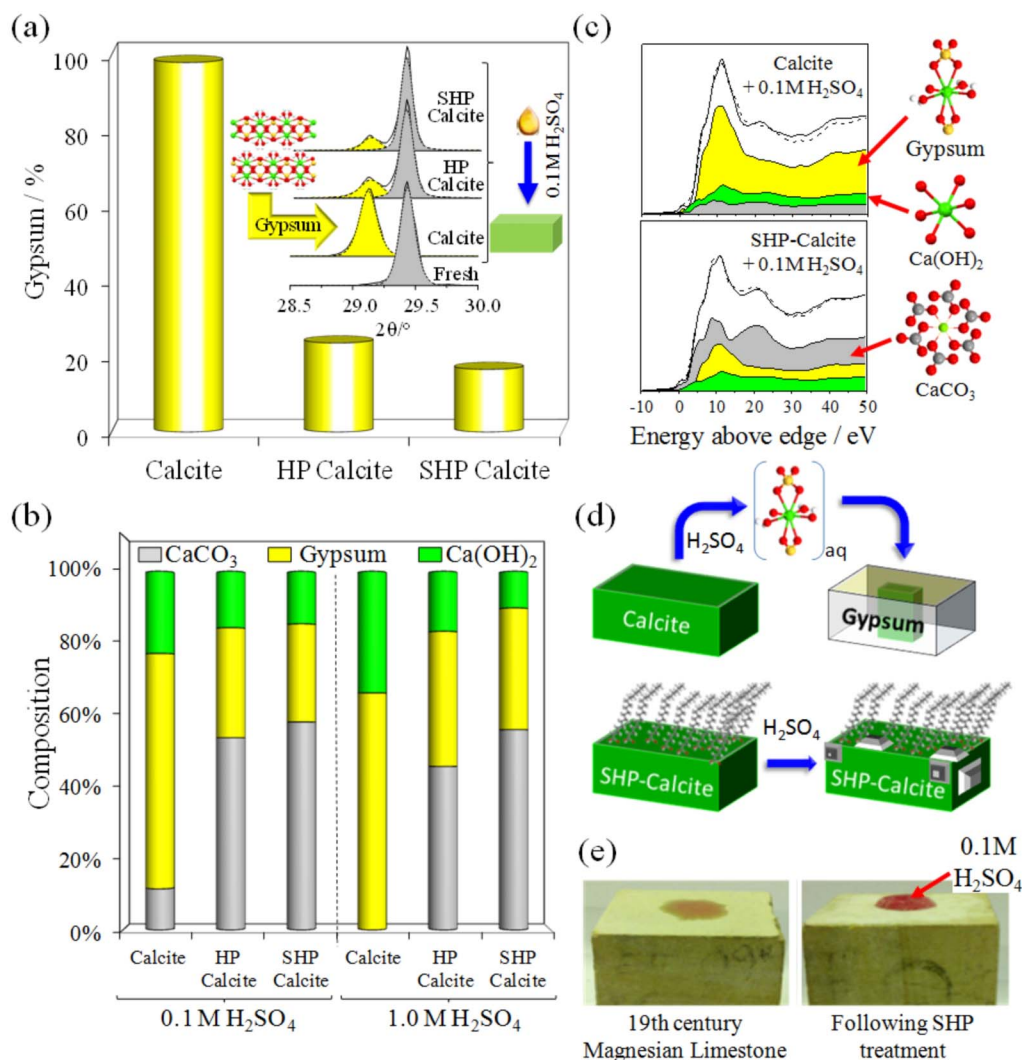 (a)
100
80
60
40
20
0
Gypsum / %
SHP
Calcite
HP
Calcite
Calcite
Fresh
Gypsum
28.5 29.0 29.5 30.0
2θ/°
0.1M H₂SO₄
Calcite HP Calcite SHP Calcite
(b)
CaCO₃ Gypsum Ca(OH)₂
100%
80%
60%
40%
20%
0%
Composition
Calcite HP Calcite SHP Calcite Calcite HP Calcite SHP Calcite
0.1 M H₂SO₄ 1.0 M H₂SO₄
(c)
Calcite
+ 0.1M H₂SO₄
SHP-Calcite
+ 0.1M H₂SO₄
-10 0 10 20 30 40 50
Energy above edge / eV
Gypsum
Ca(OH)₂
CaCO₃
(d)
H₂SO₄
aq
Calcite
Gypsum
H₂SO₄
SHP-Calcite
SHP-Calcite
(e)
0.1M
H₂SO₄
19th century
Magnesian Limestone
Following SHP
treatment